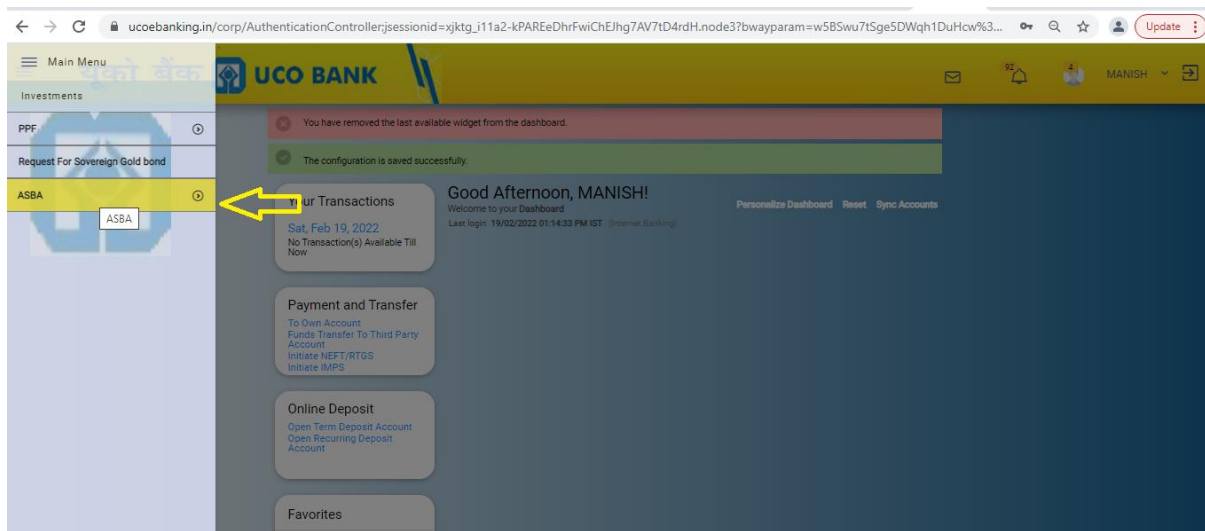 ucoebanking.in/corp/AuthenticationController;jsessionid=xjktg_i11a2-kPAREeDhrFwiChEJhg7AV7tD4rdH.node3?bwayparam=w5BSwu7tSge5DWqh1DuHcw%3...
Update
Main Menu
यूको बैंक
UCO BANK
92
4
MANISH
Investments
PPF
Request For Sovereign Gold bond
ASBA
ASBA
You have removed the last available widget from the dashboard.
The configuration is saved successfully.
Your Transactions
Sat, Feb 19, 2022
No Transaction(s) Available Till
Now
Good Afternoon, MANISH!
Welcome to your Dashboard
Last login 19/02/2022 01:14:33 PM IST (Internet Banking)
Personalize Dashboard Reset Sync Accounts
Payment and Transfer
To Own Account
Funds Transfer To Third Party
Account
Initiate NEFT/RTGS
Initiate IMPS
Online Deposit
Open Term Deposit Account
Open Recurring Deposit
Account
Favorites